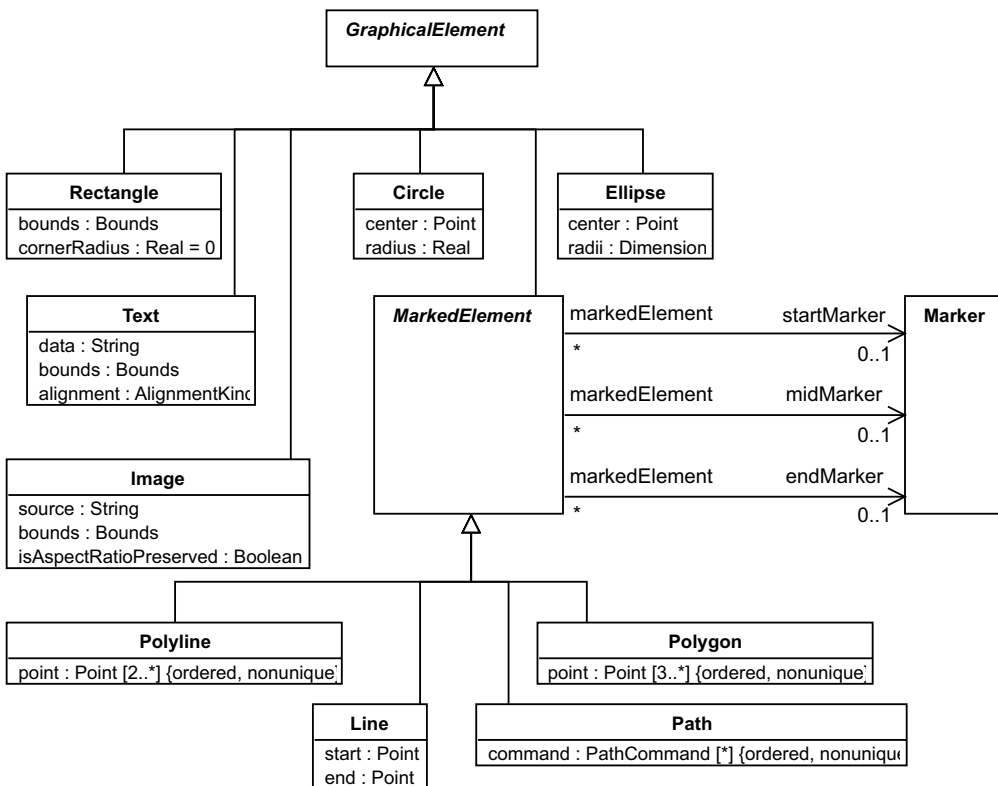 GraphicalElement
Rectangle
bounds : Bounds
cornerRadius : Real = 0
Circle
center : Point
radius : Real
Ellipse
center : Point
radii : Dimension
Text
data : String
bounds : Bounds
alignment : AlignmentKind
MarkedElement
markedElement startMarker
* 0..1
markedElement midMarker
* 0..1
markedElement endMarker
* 0..1
Marker
Image
source : String
bounds : Bounds
isAspectRatioPreserved : Boolean
Polyline
point : Point [2..*] {ordered, nonunique}
Polygon
point : Point [3..*] {ordered, nonunique}
Line
start : Point
end : Point
Path
command : PathCommand [*] {ordered, nonunique